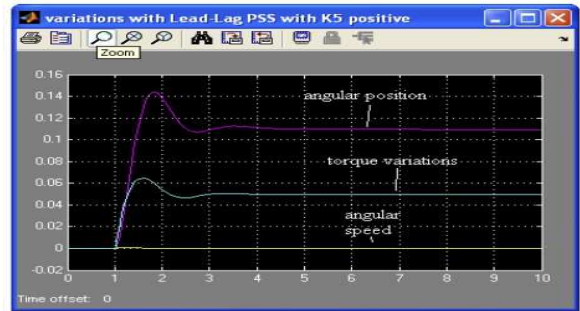 variations with Lead-Lag PSS with K5 positive
Zoom
0.16
0.14
0.12
0.1
0.08
0.06
0.04
0.02
0
-0.02
angular position
torque variations
angular
speed
0 1 2 3 4 5 6 7 8 9 10
Time offset: 0